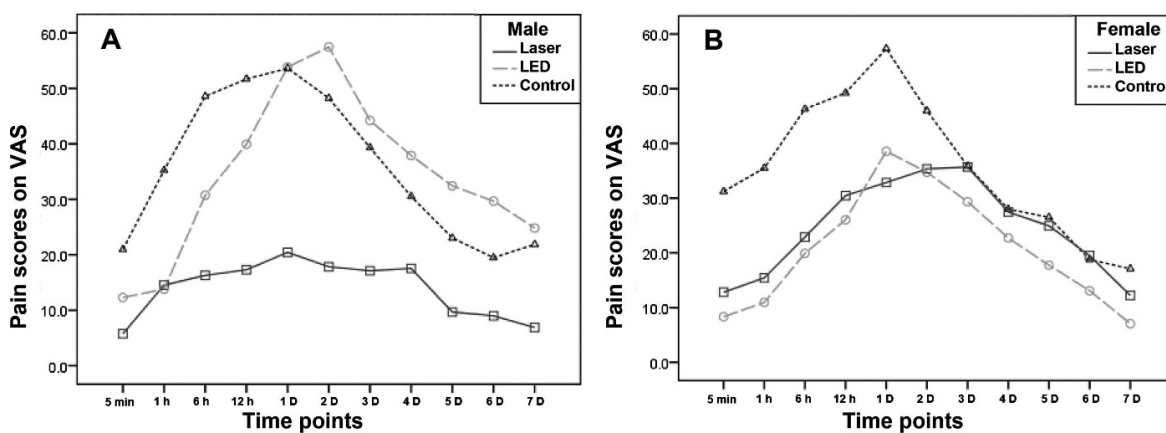 A
Male
Laser
LED
Control
Pain scores on VAS
60.0
50.0
40.0
30.0
20.0
10.0
0.0
5 min 1 h 6 h 12 h 1 D 2 D 3 D 4 D 5 D 6 D 7 D
Time points
B
Female
Laser
LED
Control
Pain scores on VAS
60.0
50.0
40.0
30.0
20.0
10.0
0.0
5 min 1 h 6 h 12 h 1 D 2 D 3 D 4 D 5 D 6 D 7 D
Time points